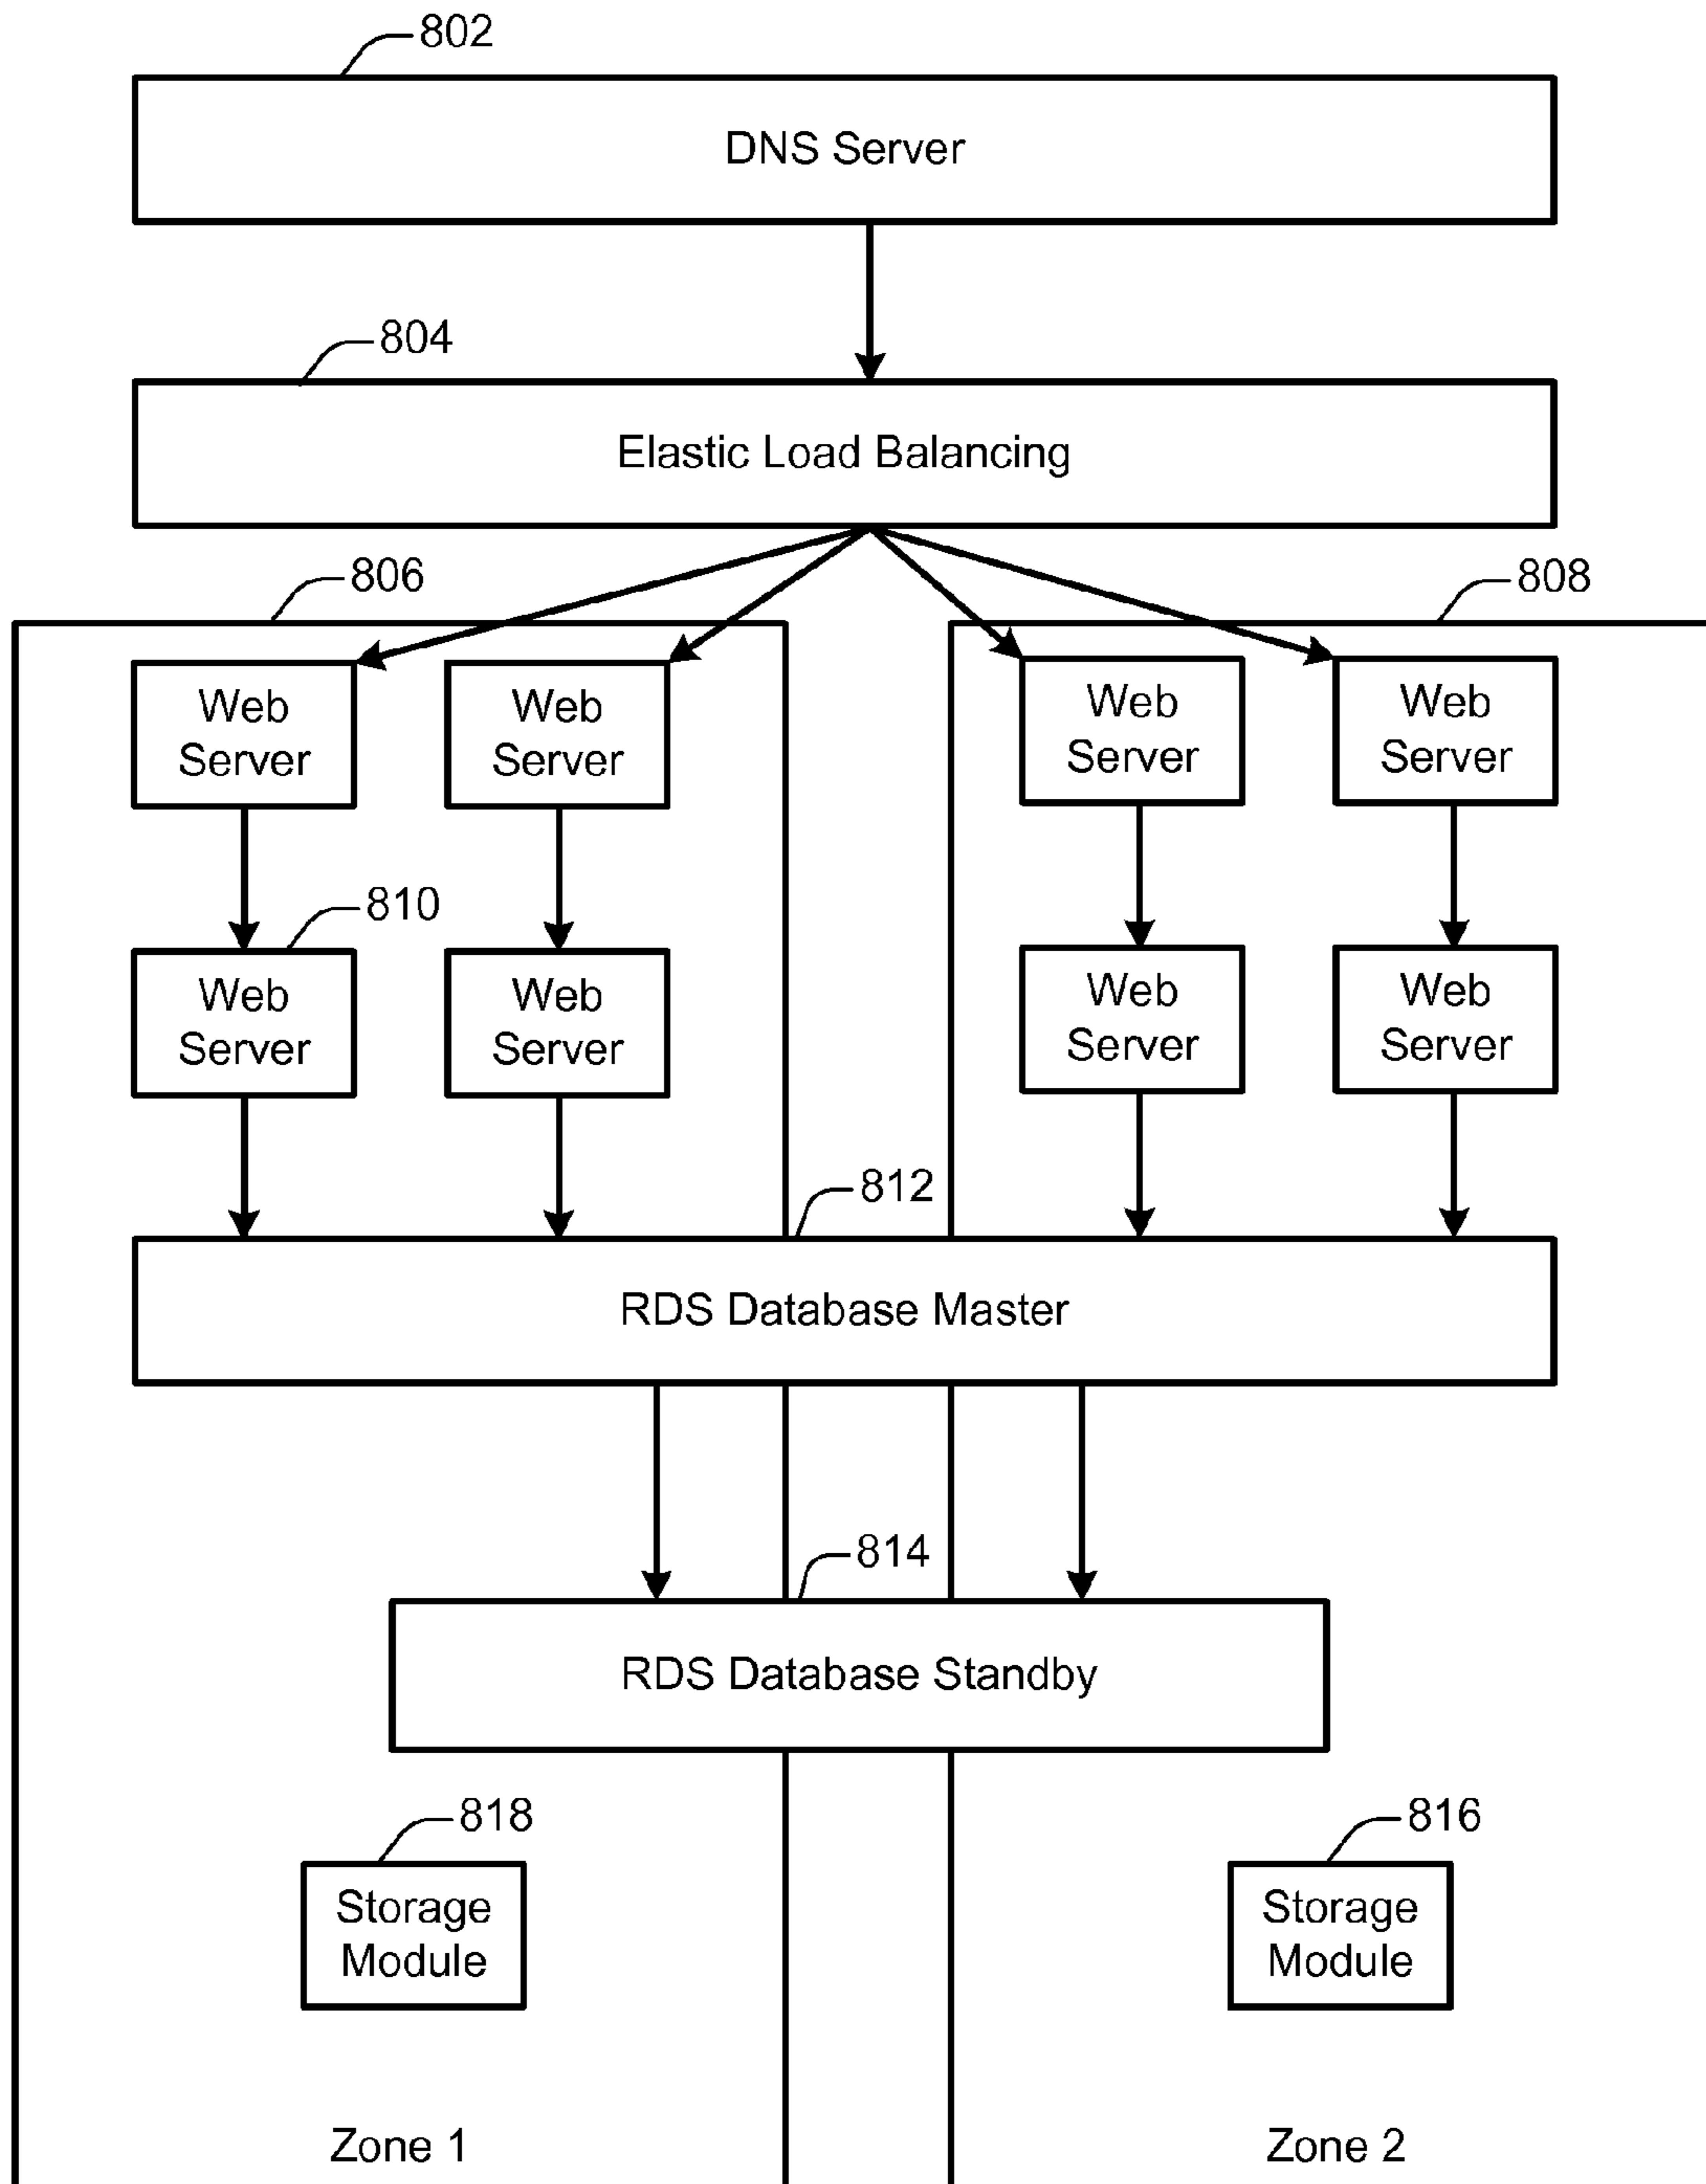 802
DNS Server
804
Elastic Load Balancing
806
808
Web
Server
Web
Server
Web
Server
Web
Server
810
Web
Server
Web
Server
Web
Server
Web
Server
812
RDS Database Master
814
RDS Database Standby
818
816
Storage
Module
Storage
Module
Zone 1
Zone 2